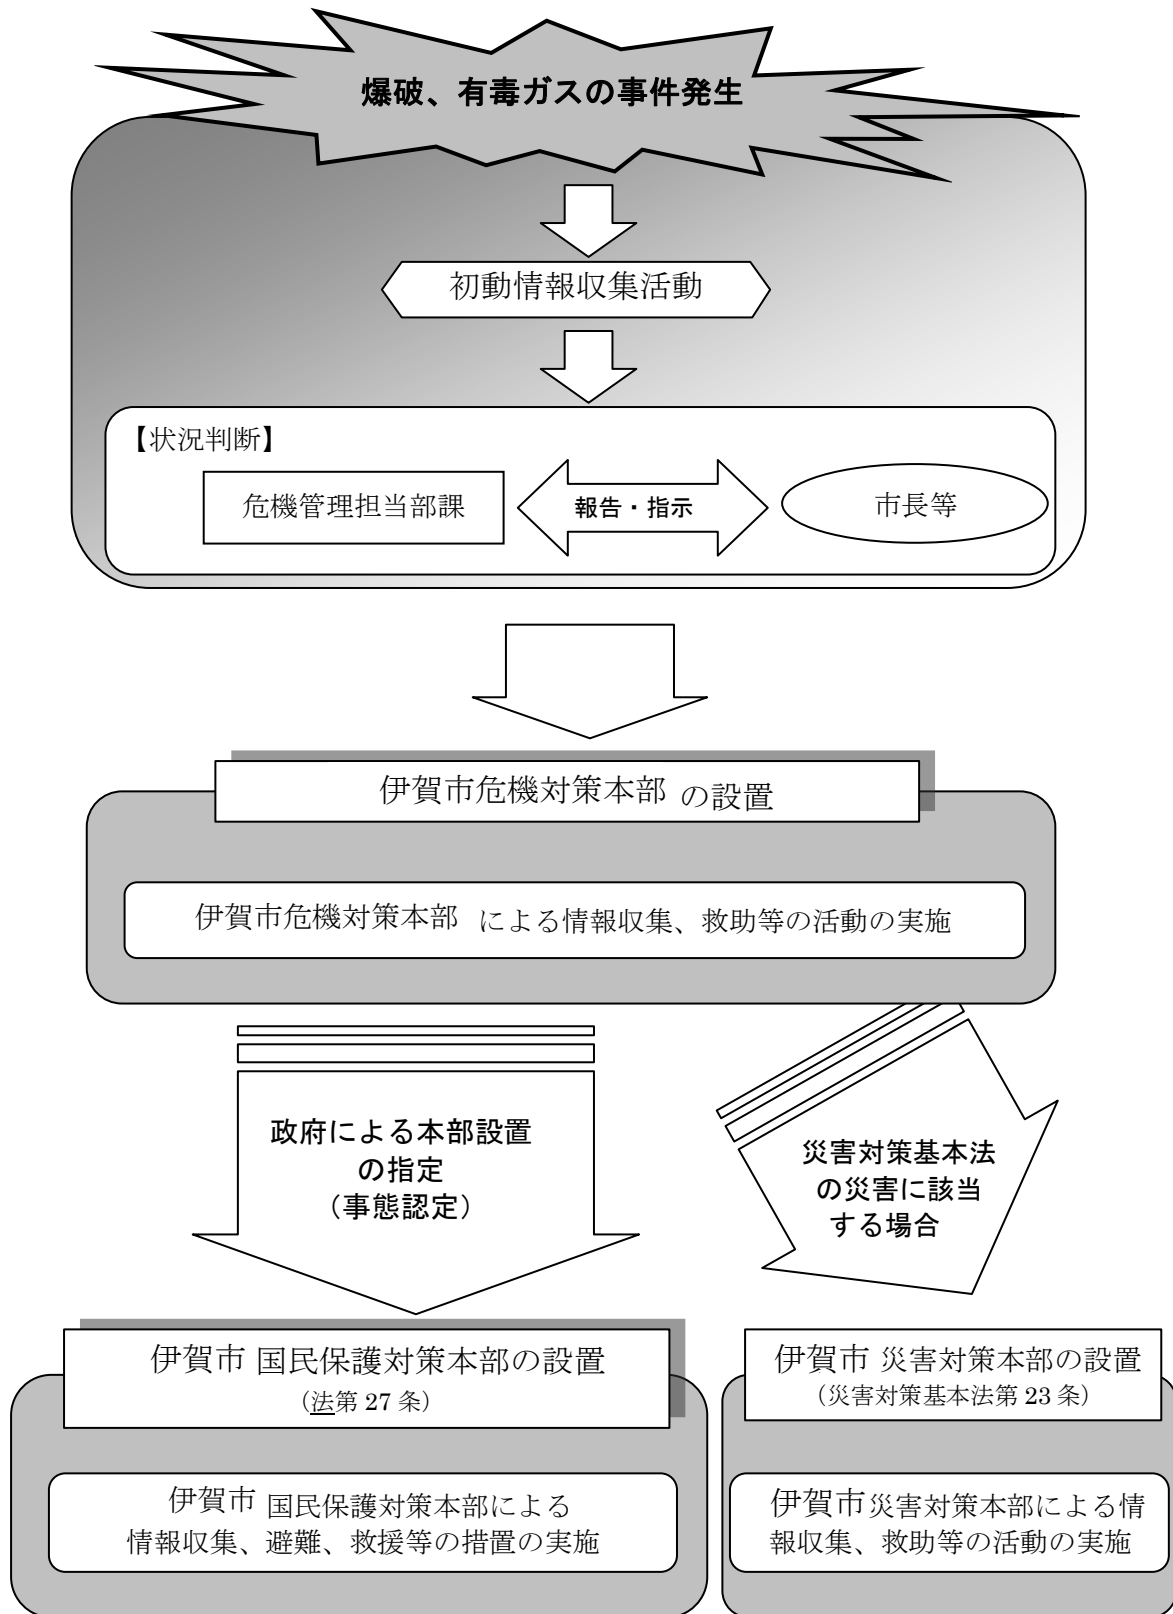 爆破、有毒ガスの事件発生
初動情報収集活動
【状況判断】
危機管理担当部課
報告・指示
市長等
伊賀市危機対策本部 の設置
伊賀市危機対策本部 による情報収集、救助等の活動の実施
政府による本部設置
の指定
（事態認定）
災害対策基本法
の災害に該当
する場合
伊賀市 国民保護対策本部の設置
（法第 27 条）
伊賀市 国民保護対策本部による
情報収集、避難、救援等の措置の実施
伊賀市 災害対策本部の設置
（災害対策基本法第 23 条）
伊賀市 災害対策本部による情
報収集、救助等の活動の実施